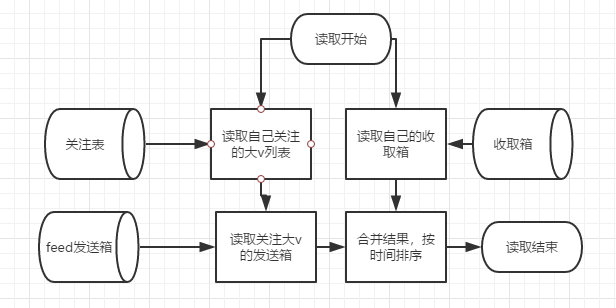 读取开始
关注表
读取自己关注
的大v列表
读取自己的收
取箱
收取箱
feed发送箱
读取关注大v
的发送箱
合并结果，按
时间排序
读取结束